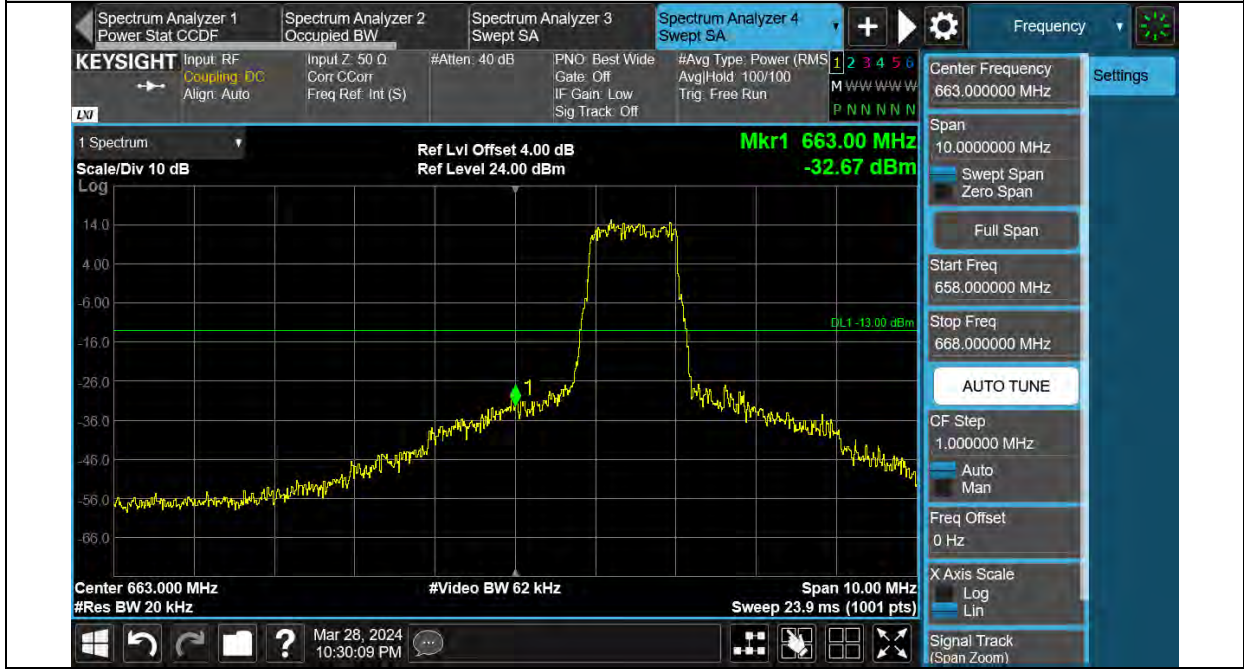 Spectrum Analyzer 1
Power Stat CCDF
Spectrum Analyzer 2
Occupied BW
Spectrum Analyzer 3
Swept SA
Spectrum Analyzer 4
Swept SA
Frequency
KEYSIGHT
LXI
Input: RF
Coupling: DC
Align: Auto
Input Z: 50 Ω
Corr CCorr
Freq Ref: Int (S)
#Atten: 40 dB
PNO: Best Wide
Gate: Off
IF Gain: Low
Sig Track: Off
#Avg Type: Power (RMS
Avg|Hold: 100/100
Trig: Free Run
1 2 3 4 5 6
M W W W W W
P N N N N N
1 Spectrum
Scale/Div 10 dB
Ref Lvl Offset 4.00 dB
Ref Level 24.00 dBm
Mkr1 663.00 MHz
-32.67 dBm
Log
14.0
4.00
-6.00
-16.0
-26.0
-36.0
-46.0
-56.0
-66.0
DL1 -13.00 dBm
1
Center 663.000 MHz
#Res BW 20 kHz
#Video BW 62 kHz
Span 10.00 MHz
Sweep 23.9 ms (1001 pts)
Mar 28, 2024
10:30:09 PM
Center Frequency
663.000000 MHz
Settings
Span
10.0000000 MHz
Swept Span
Zero Span
Full Span
Start Freq
658.000000 MHz
Stop Freq
668.000000 MHz
AUTO TUNE
CF Step
1.000000 MHz
Auto
Man
Freq Offset
0 Hz
X Axis Scale
Log
Lin
Signal Track
(Span Zoom)